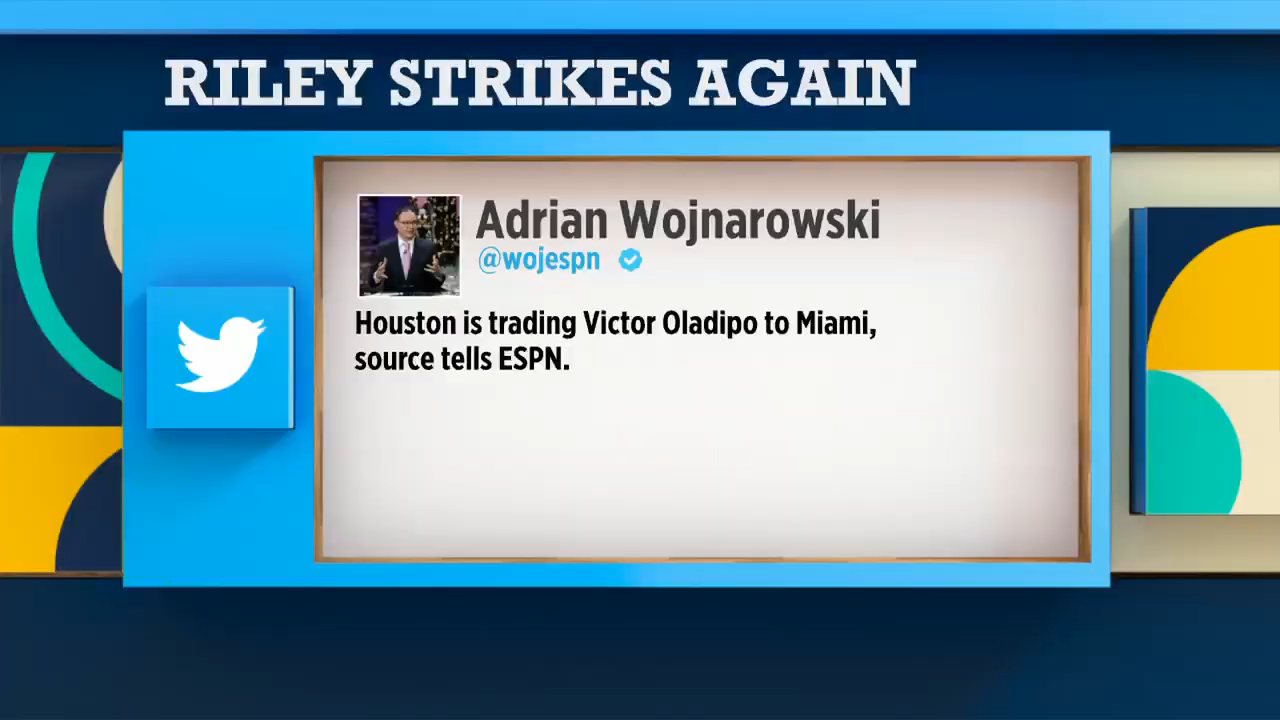 RILEY STRIKES AGAIN
Adrian Wojnarowski
@wojespn
Houston is trading Victor Oladipo to Miami,
source tells ESPN.